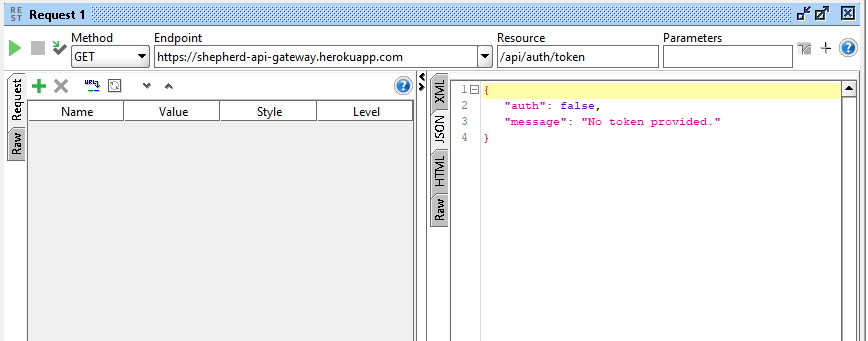 RE
ST
Request 1
Method
Endpoint
Resource
Parameters
GET
https://shepherd-api-gateway.herokuapp.com
/api/auth/token
Request
Raw
Name Value Style Level
XML
JSON
HTML
Raw
1 {
2 "auth": false,
3 "message": "No token provided."
4 }